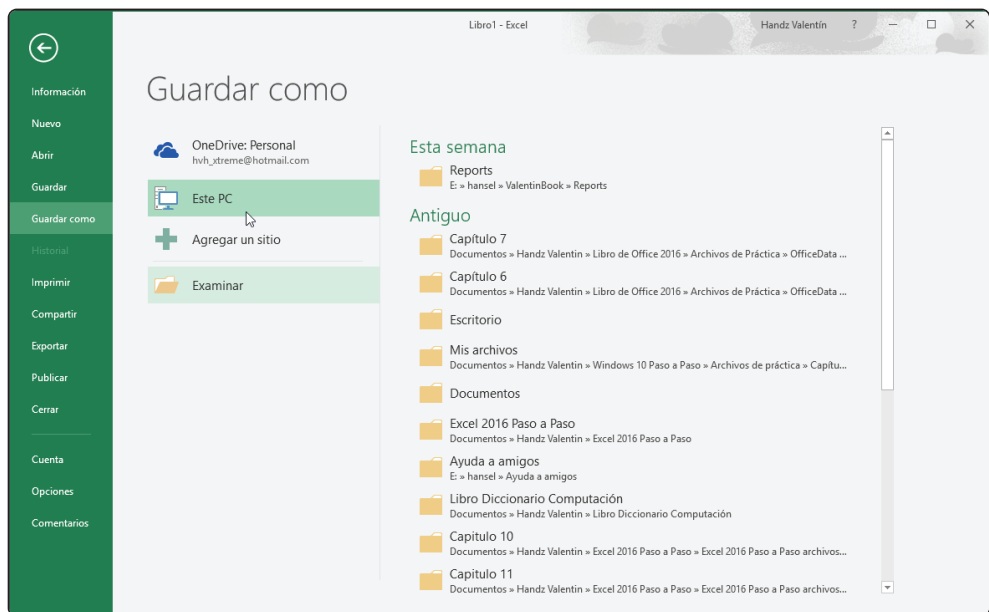 Libro1 - Excel
Handz Valentín ?
Información
Nuevo
Abrir
Guardar
Guardar como
Historial
Imprimir
Compartir
Exportar
Publicar
Cerrar
Cuenta
Opciones
Comentarios
Guardar como
OneDrive: Personal
hvh_xtreme@hotmail.com
Este PC
Agregar un sitio
Examinar
Esta semana
Reports
E: » hansel » ValentinBook » Reports
Antiguo
Capítulo 7
Documentos » Handz Valentin » Libro de Office 2016 » Archivos de Práctica » OfficeData ...
Capítulo 6
Documentos » Handz Valentin » Libro de Office 2016 » Archivos de Práctica » OfficeData ...
Escritorio
Mis archivos
Documentos » Handz Valentin » Windows 10 Paso a Paso » Archivos de práctica » Capítu...
Documentos
Excel 2016 Paso a Paso
Documentos » Handz Valentin » Excel 2016 Paso a Paso
Ayuda a amigos
E: » hansel » Ayuda a amigos
Libro Diccionario Computación
Documentos » Handz Valentin » Libro Diccionario Computación
Capitulo 10
Documentos » Handz Valentin » Excel 2016 Paso a Paso » Excel 2016 Paso a Paso archivos...
Capitulo 11
Documentos » Handz Valentin » Excel 2016 Paso a Paso » Excel 2016 Paso a Paso archivos...